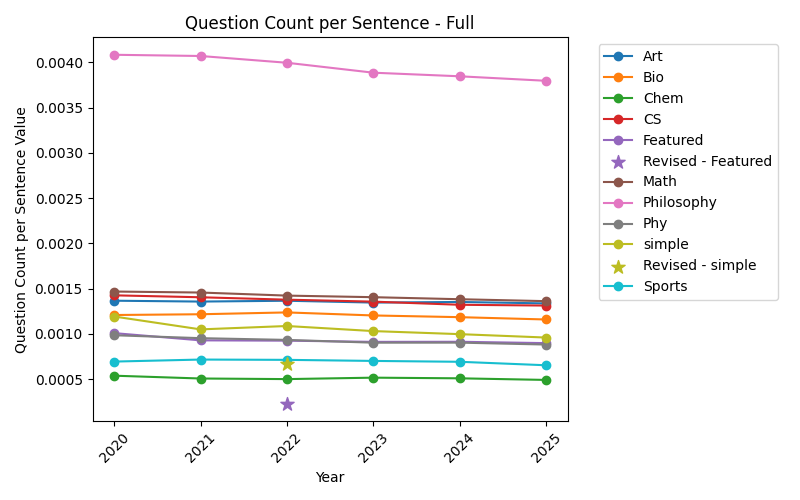 Question Count per Sentence - Full
Question Count per Sentence Value
0.0040
0.0035
0.0030
0.0025
0.0020
0.0015
0.0010
0.0005
2020
2021
2022
2023
2024
2025
Year
Art
Bio
Chem
CS
Featured
Revised - Featured
Math
Philosophy
Phy
simple
Revised - simple
Sports